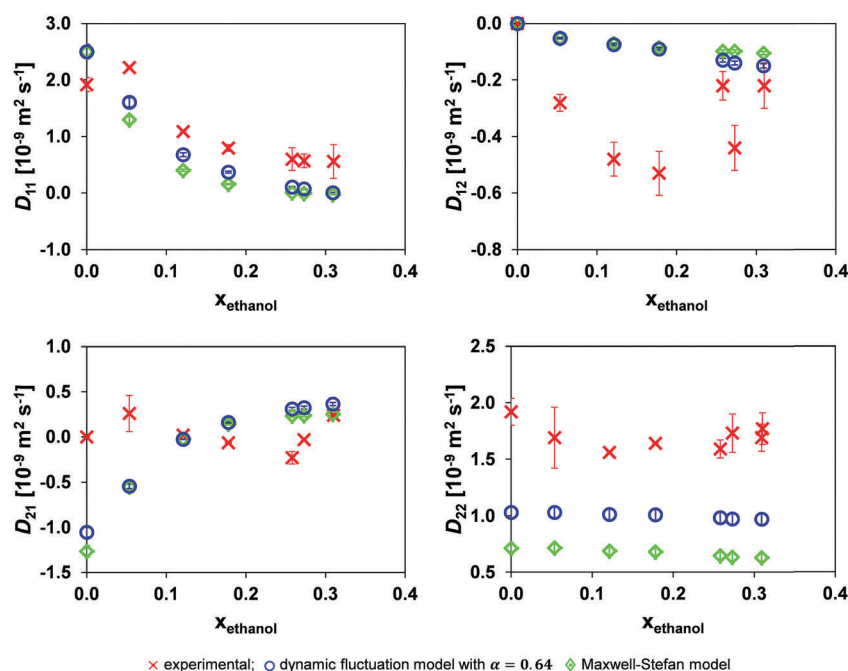 3.0
2.0
1.0
0.0
-1.0
D₁₁ [10⁻⁹ m² s⁻¹]
0.0 0.1 0.2 0.3 0.4
x_ethanol
0.0
-0.2
-0.4
-0.6
-0.8
D₁₂ [10⁻⁹ m² s⁻¹]
0.0 0.1 0.2 0.3 0.4
x_ethanol
1.0
0.5
0.0
-0.5
-1.0
-1.5
D₂₁ [10⁻⁹ m² s⁻¹]
0.0 0.1 0.2 0.3 0.4
x_ethanol
2.5
2.0
1.5
1.0
0.5
D₂₂ [10⁻⁹ m² s⁻¹]
0.0 0.1 0.2 0.3 0.4
x_ethanol
experimental; dynamic fluctuation model with α = 0.64 Maxwell-Stefan model